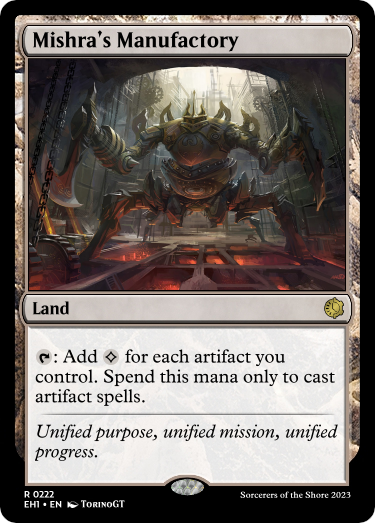 Mishra's Manufactory
Land
: Add for each artifact you
control. Spend this mana only to cast
artifact spells.
Unified purpose, unified mission, unified
progress.
R 0222
EH1 • EN TorinoGT
Sorcerers of the Shore 2023